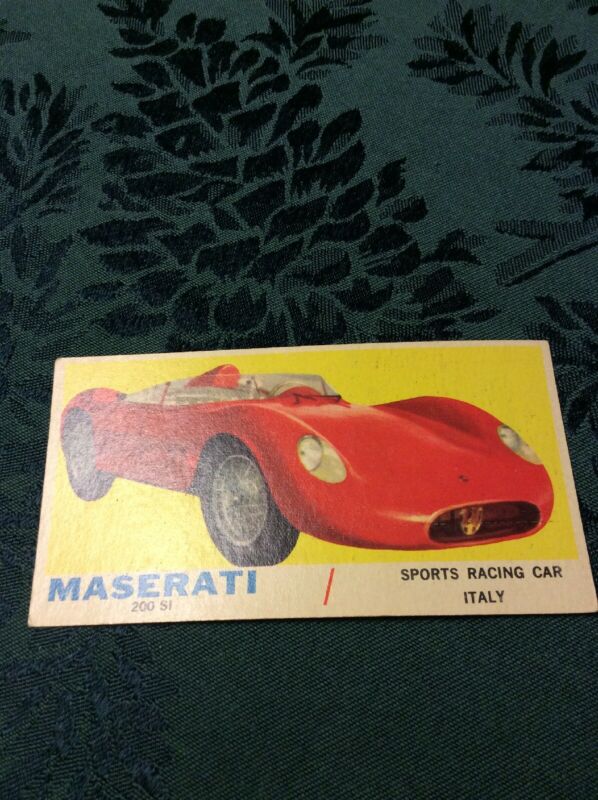 MASERATI
200 SI
/
SPORTS RACING CAR
ITALY